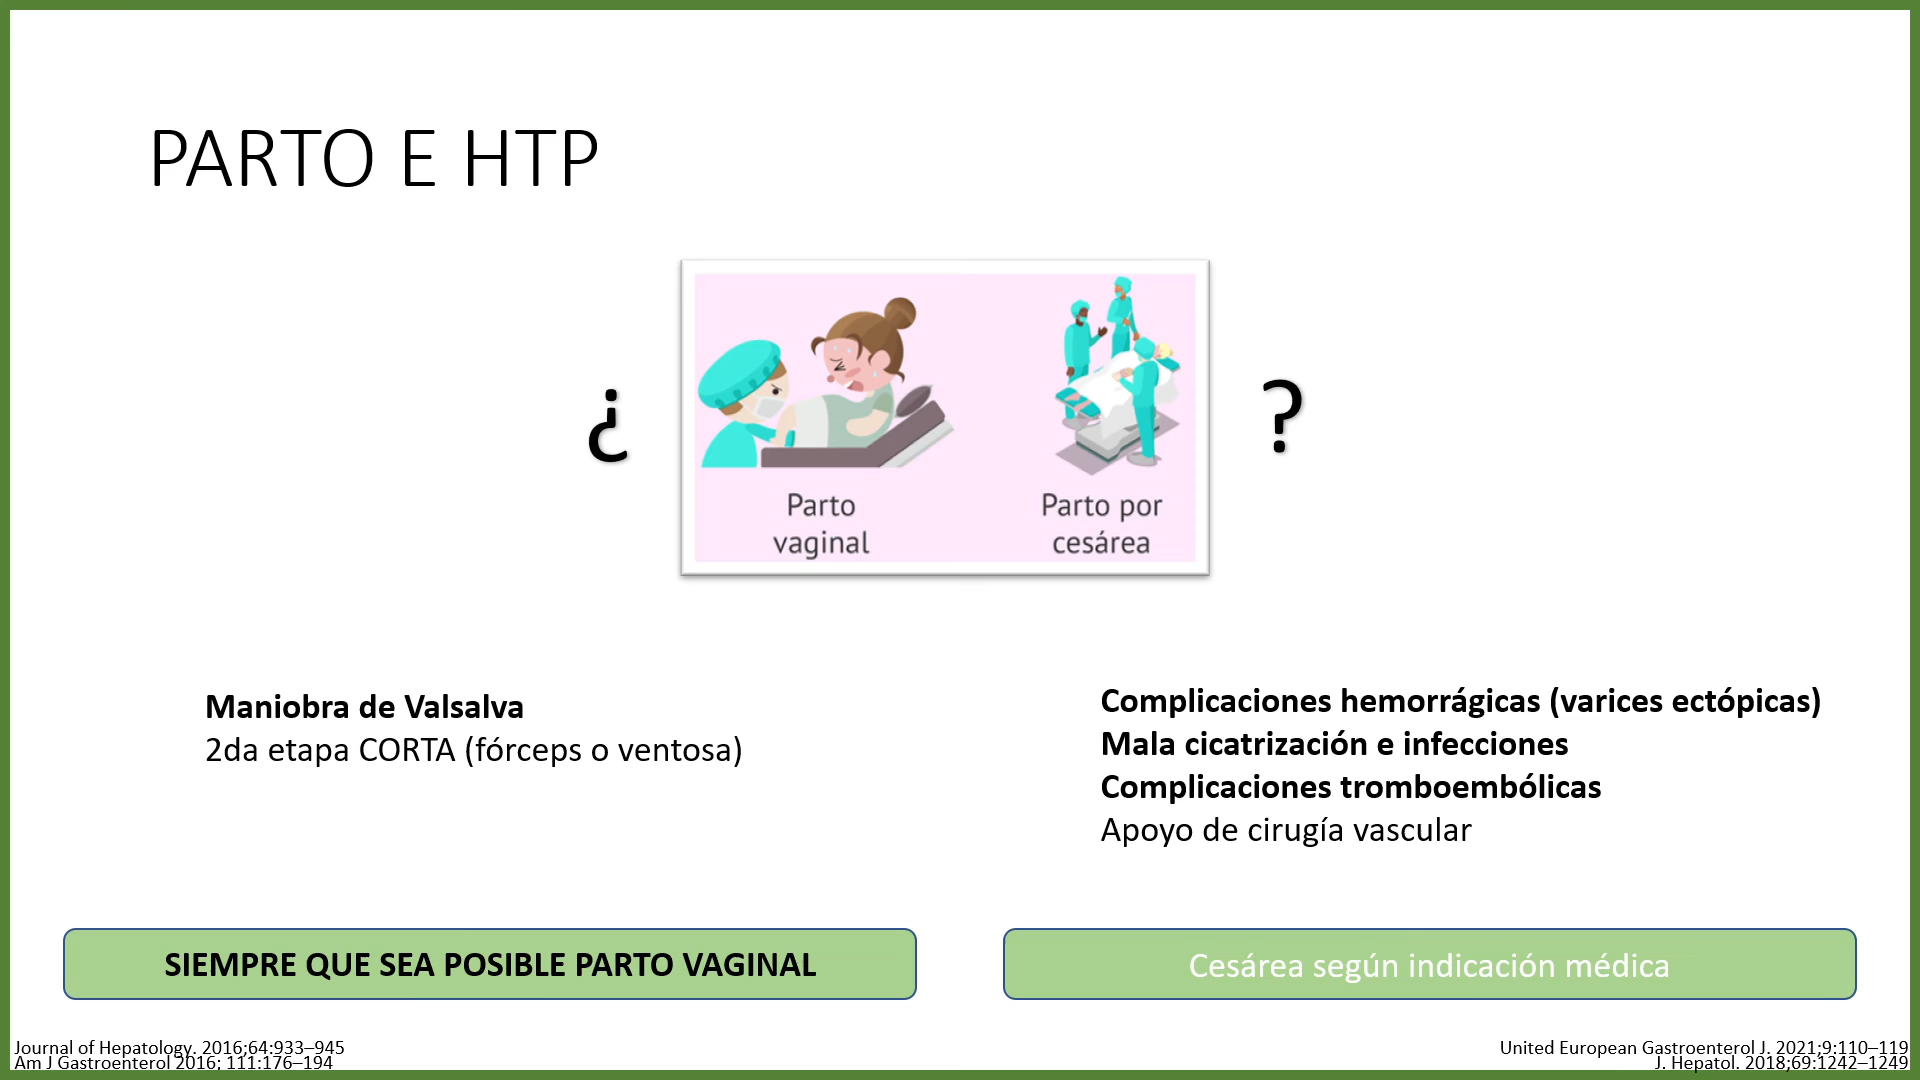 PARTO E HTP
¿
Parto
vaginal
Parto por
cesárea
?
Maniobra de Valsalva
2da etapa CORTA (fórceps o ventosa)
Complicaciones hemorrágicas (varices ectópicas)
Mala cicatrización e infecciones
Complicaciones tromboembólicas
Apoyo de cirugía vascular
SIEMPRE QUE SEA POSIBLE PARTO VAGINAL
Cesárea según indicación médica
Journal of Hepatology. 2016;64:933–945
Am J Gastroenterol 2016; 111:176–194
United European Gastroenterol J. 2021;9:110–119
J. Hepatol. 2018;69:1242–1249